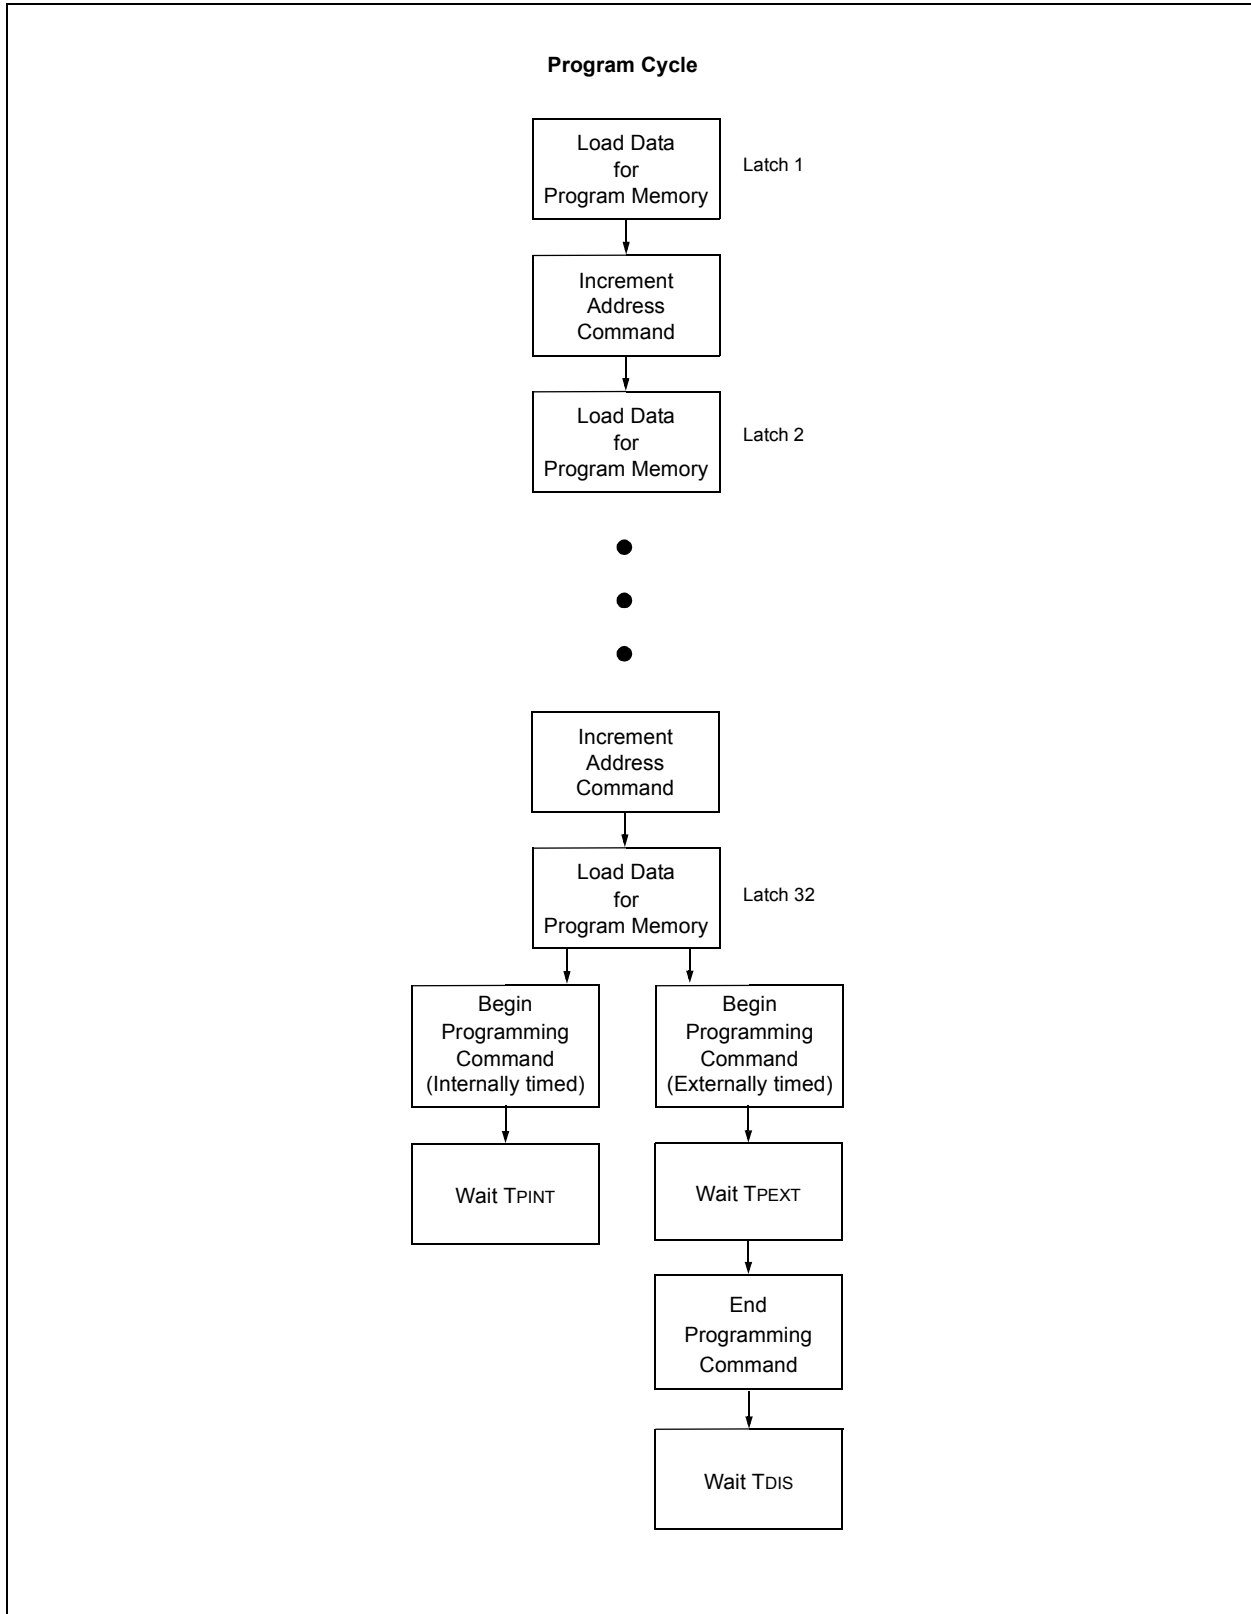 Program Cycle
Load Data
for
Program Memory
Latch 1
Increment
Address
Command
Load Data
for
Program Memory
Latch 2
Increment
Address
Command
Load Data
for
Program Memory
Latch 32
Begin
Programming
Command
(Internally timed)
Begin
Programming
Command
(Externally timed)
Wait TPINT
Wait TPEXT
End
Programming
Command
Wait TDIS